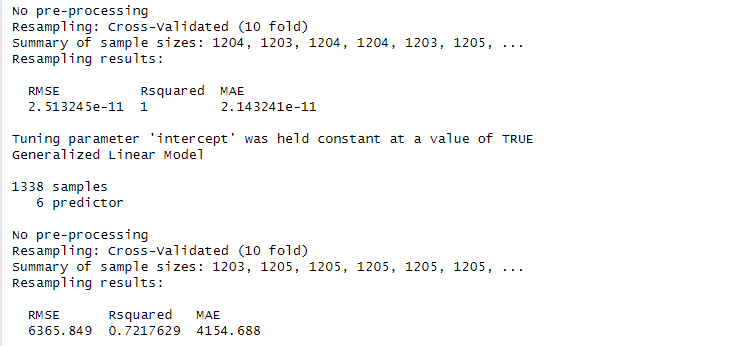 No pre-processing
Resampling: Cross-Validated (10 fold)
Summary of sample sizes: 1204, 1203, 1204, 1204, 1203, 1205, ...
Resampling results:
RMSE Rsquared MAE
2.513245e-11 1 2.143241e-11
Tuning parameter 'intercept' was held constant at a value of TRUE
Generalized Linear Model
1338 samples
6 predictor
No pre-processing
Resampling: Cross-Validated (10 fold)
Summary of sample sizes: 1203, 1205, 1205, 1205, 1205, 1205, ...
Resampling results:
RMSE Rsquared MAE
6365.849 0.7217629 4154.688